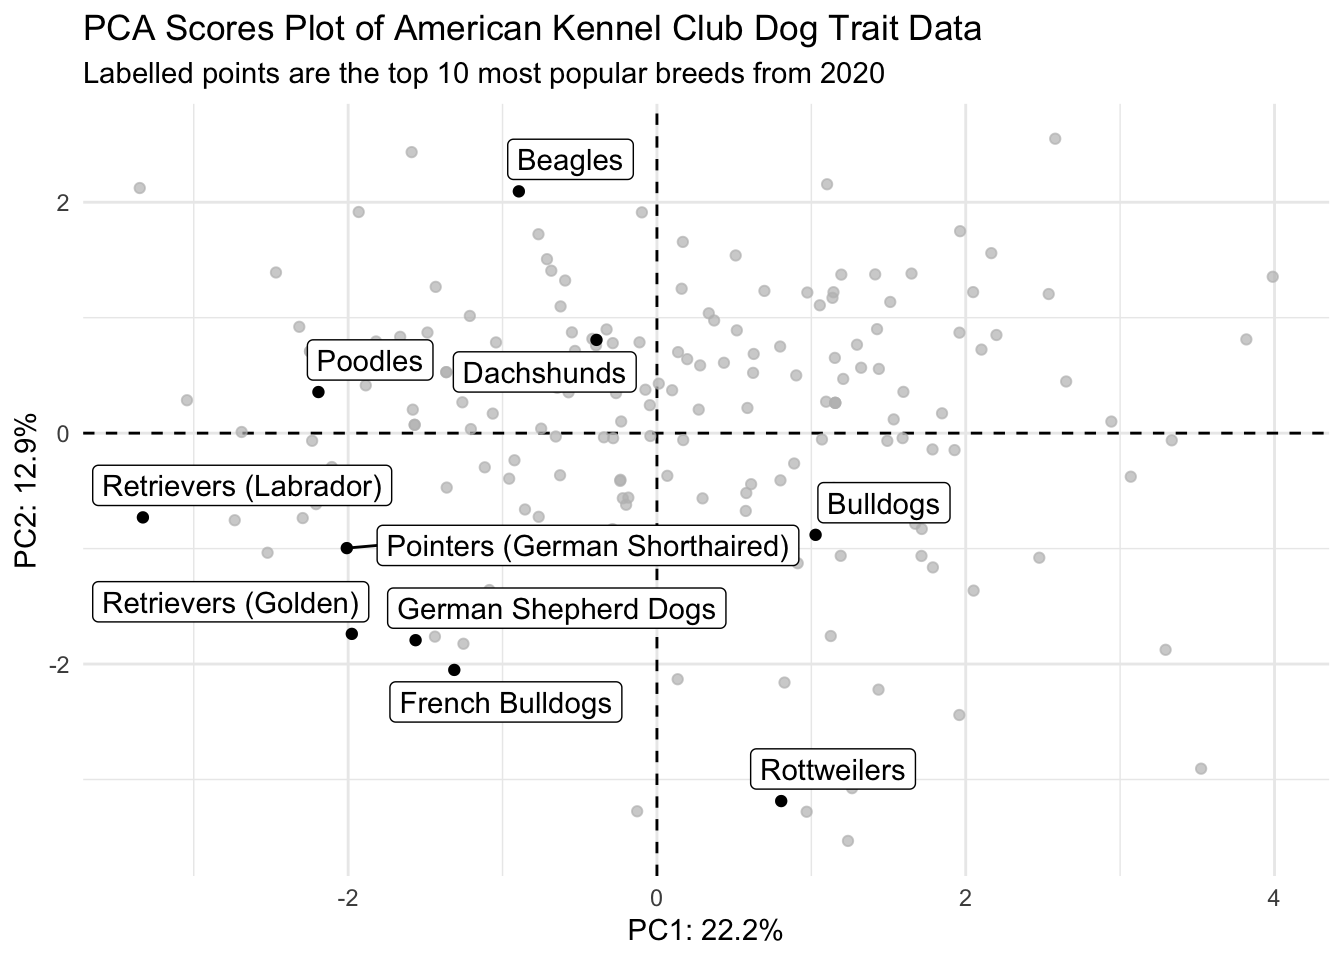 PCA Scores Plot of American Kennel Club Dog Trait Data
Labelled points are the top 10 most popular breeds from 2020
Beagles
2
Poodles
Dachshunds
0
Retrievers (Labrador)
Bulldogs
Pointers (German Shorthaired)
Retrievers (Golden)
German Shepherd Dogs
-2
French Bulldogs
Rottweilers
PC2: 12.9%
-2
0
2
4
PC1: 22.2%